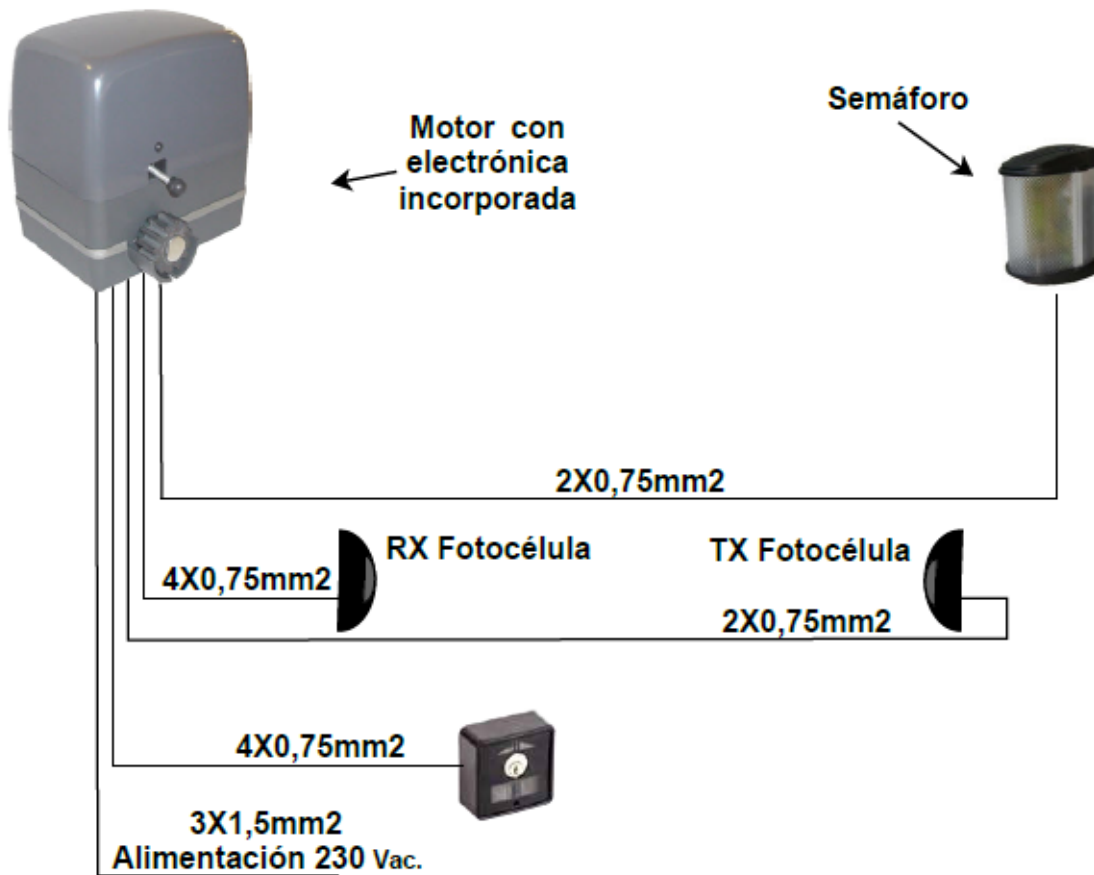 Motor con
electrónica
incorporada
Semáforo
2X0,75mm2
RX Fotocélula
TX Fotocélula
4X0,75mm2
2X0,75mm2
4X0,75mm2
3X1,5mm2
Alimentación 230 Vac.